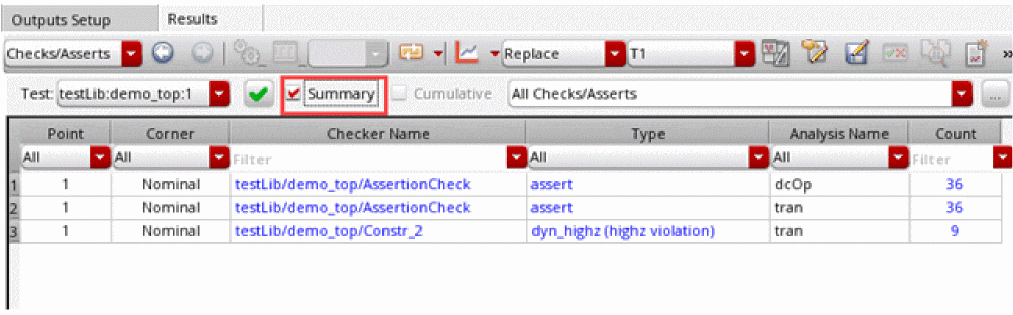 Outputs Setup Results
Checks/Asserts Replace T1 »
Test: testLib:demo_top:1 Summary Cumulative All Checks/Asserts ...
Point Corner Checker Name Type Analysis Name Count
All All Filter All All Filter
1 1 Nominal testLib/demo_top/AssertionCheck assert dcOp 36
2 1 Nominal testLib/demo_top/AssertionCheck assert tran 36
3 1 Nominal testLib/demo_top/Constr_2 dyn_highz (highz violation) tran 9